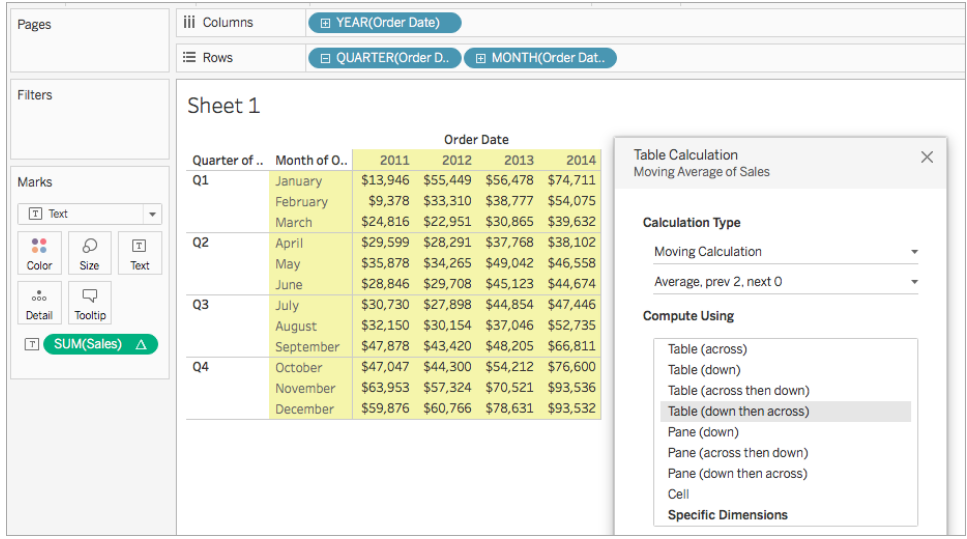 Pages
iii Columns
YEAR(Order Date)
Rows
QUARTER(Order D..
MONTH(Order Dat..
Filters
Marks
T Text
Color
Size
T Text
Detail
Tooltip
T SUM(Sales) Δ
Sheet 1
Order Date
Quarter of .. Month of O.. 2011 2012 2013 2014
Q1 January $13,946 $55,449 $56,478 $74,711
February $9,378 $33,310 $38,777 $54,075
March $24,816 $22,951 $30,865 $39,632
Q2 April $29,599 $28,291 $37,768 $38,102
May $35,878 $34,265 $49,042 $46,558
June $28,846 $29,708 $45,123 $44,674
Q3 July $30,730 $27,898 $44,854 $47,446
August $32,150 $30,154 $37,046 $52,735
September $47,878 $43,420 $48,205 $66,811
Q4 October $47,047 $44,300 $54,212 $76,600
November $63,953 $57,324 $70,521 $93,536
December $59,876 $60,766 $78,631 $93,532
Table Calculation
Moving Average of Sales
Calculation Type
Moving Calculation
Average, prev 2, next 0
Compute Using
Table (across)
Table (down)
Table (across then down)
Table (down then across)
Pane (down)
Pane (across then down)
Pane (down then across)
Cell
Specific Dimensions